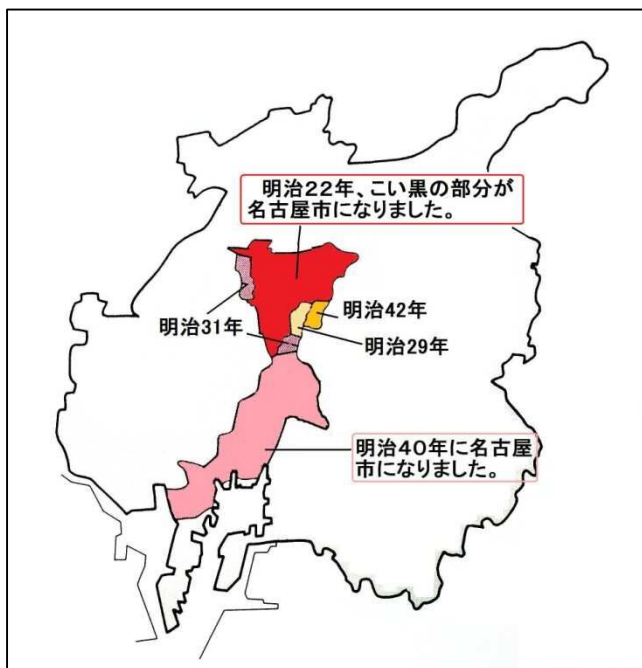 明治22年、こい黒の部分が
名古屋市になりました。
明治31年
明治42年
明治29年
明治40年に名古屋
市になりました。